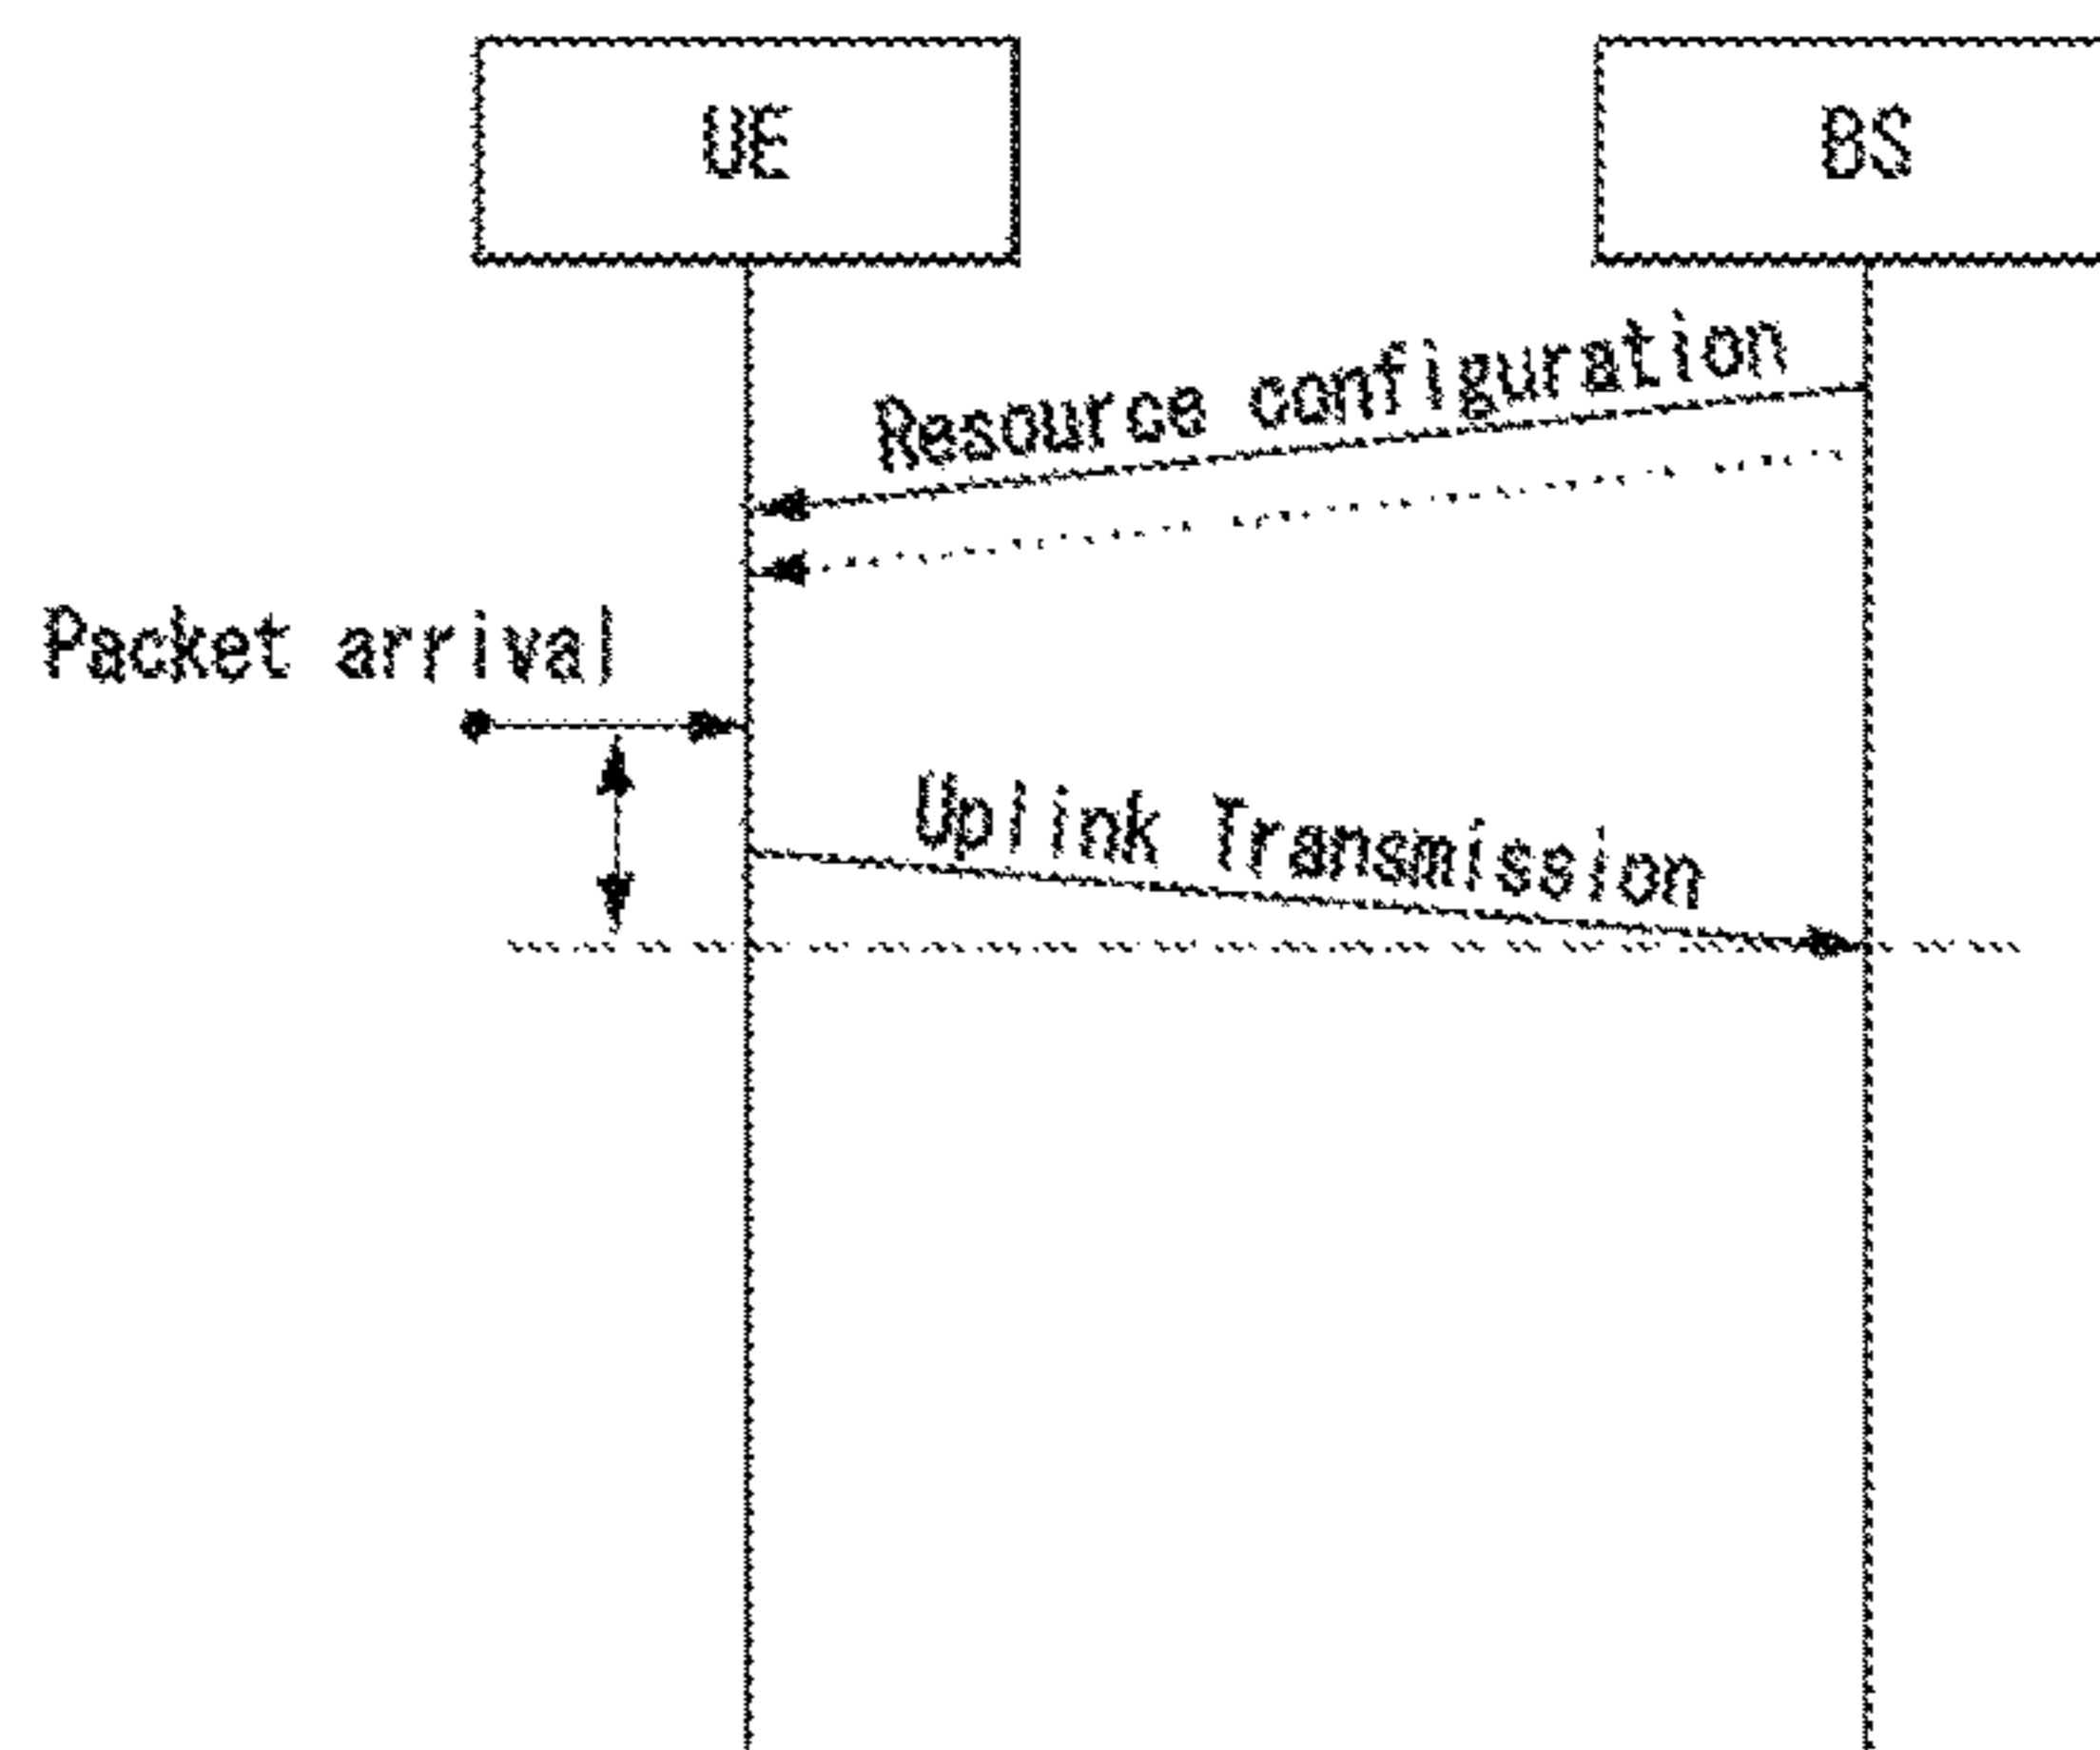 UE
BS
Resource configuration
Packet arrival
Uplink Transmission